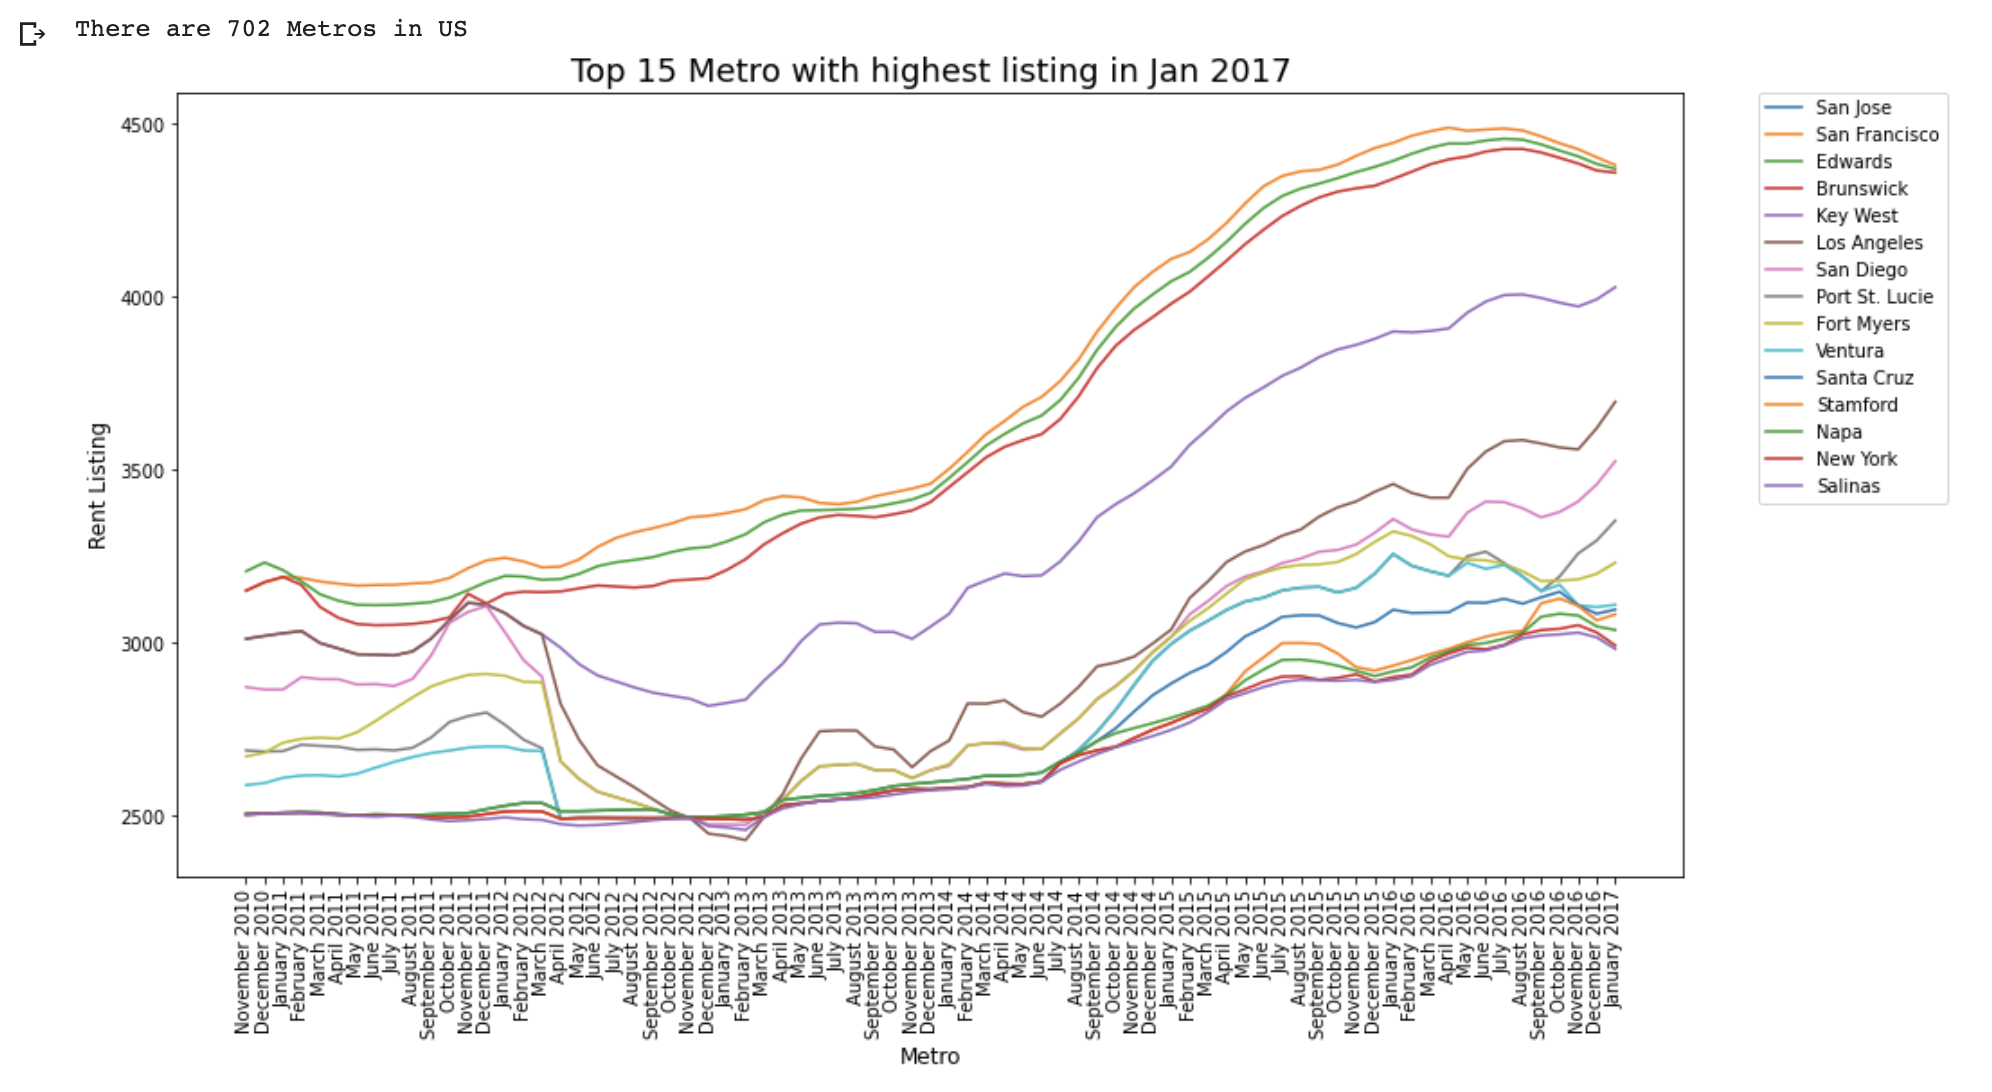 There are 702 Metros in US
Top 15 Metro with highest listing in Jan 2017
Rent Listing
4500
4000
3500
3000
2500
November 2010
December 2010
January 2011
February 2011
March 2011
April 2011
May 2011
June 2011
July 2011
August 2011
September 2011
October 2011
November 2011
December 2011
January 2012
February 2012
March 2012
April 2012
May 2012
June 2012
July 2012
August 2012
September 2012
October 2012
November 2012
December 2012
January 2013
February 2013
March 2013
April 2013
May 2013
June 2013
July 2013
August 2013
September 2013
October 2013
November 2013
December 2013
January 2014
February 2014
March 2014
April 2014
May 2014
June 2014
July 2014
August 2014
September 2014
October 2014
November 2014
December 2014
January 2015
February 2015
March 2015
April 2015
May 2015
June 2015
July 2015
August 2015
September 2015
October 2015
November 2015
December 2015
January 2016
February 2016
March 2016
April 2016
May 2016
June 2016
July 2016
August 2016
September 2016
October 2016
November 2016
December 2016
January 2017
Metro
San Jose
San Francisco
Edwards
Brunswick
Key West
Los Angeles
San Diego
Port St. Lucie
Fort Myers
Ventura
Santa Cruz
Stamford
Napa
New York
Salinas